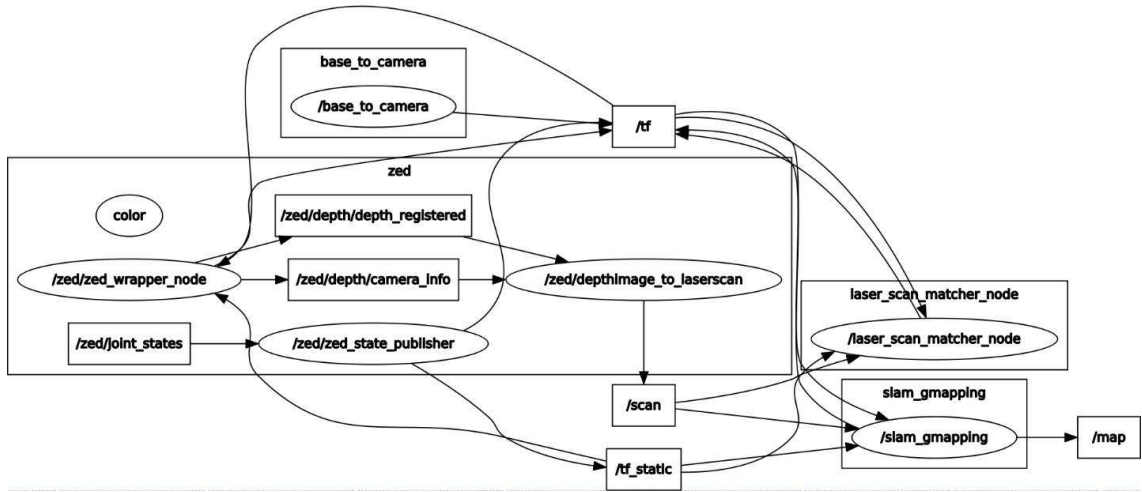 base_to_camera
/base_to_camera
/tf
zed
color
/zed/depth/depth_registered
/zed/zed_wrapper_node
/zed/depth/camera_info
/zed/depthimage_to_laserscan
/zed/joint_states
/zed/zed_state_publisher
laser_scan_matcher_node
/laser_scan_matcher_node
/scan
slam_gmapping
/slam_gmapping
/map
/tf_static